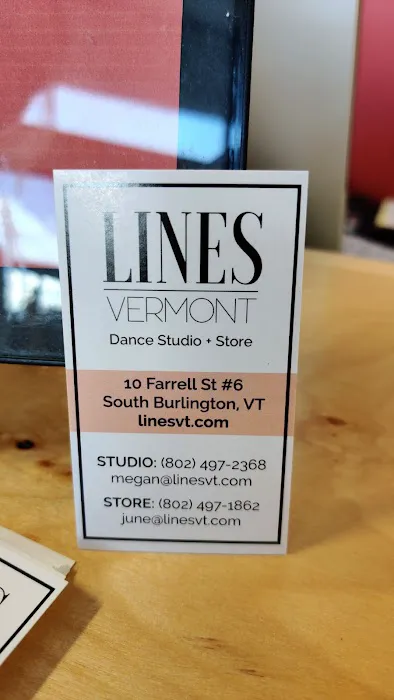 LINES
VERMONT
Dance Studio + Store
10 Farrell St #6
South Burlington, VT
linesvt.com
STUDIO: (802) 497-2368
megan@linesvt.com
STORE: (802) 497-1862
june@linesvt.com